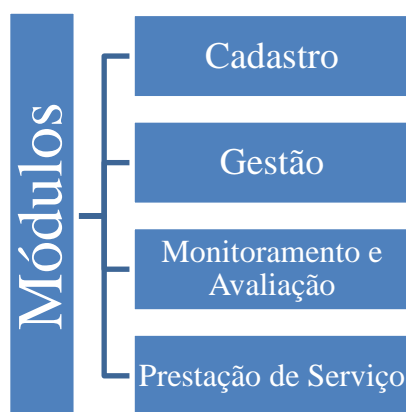 Módulos
Cadastro
Gestão
Monitoramento e
Avaliação
Prestação de Serviço